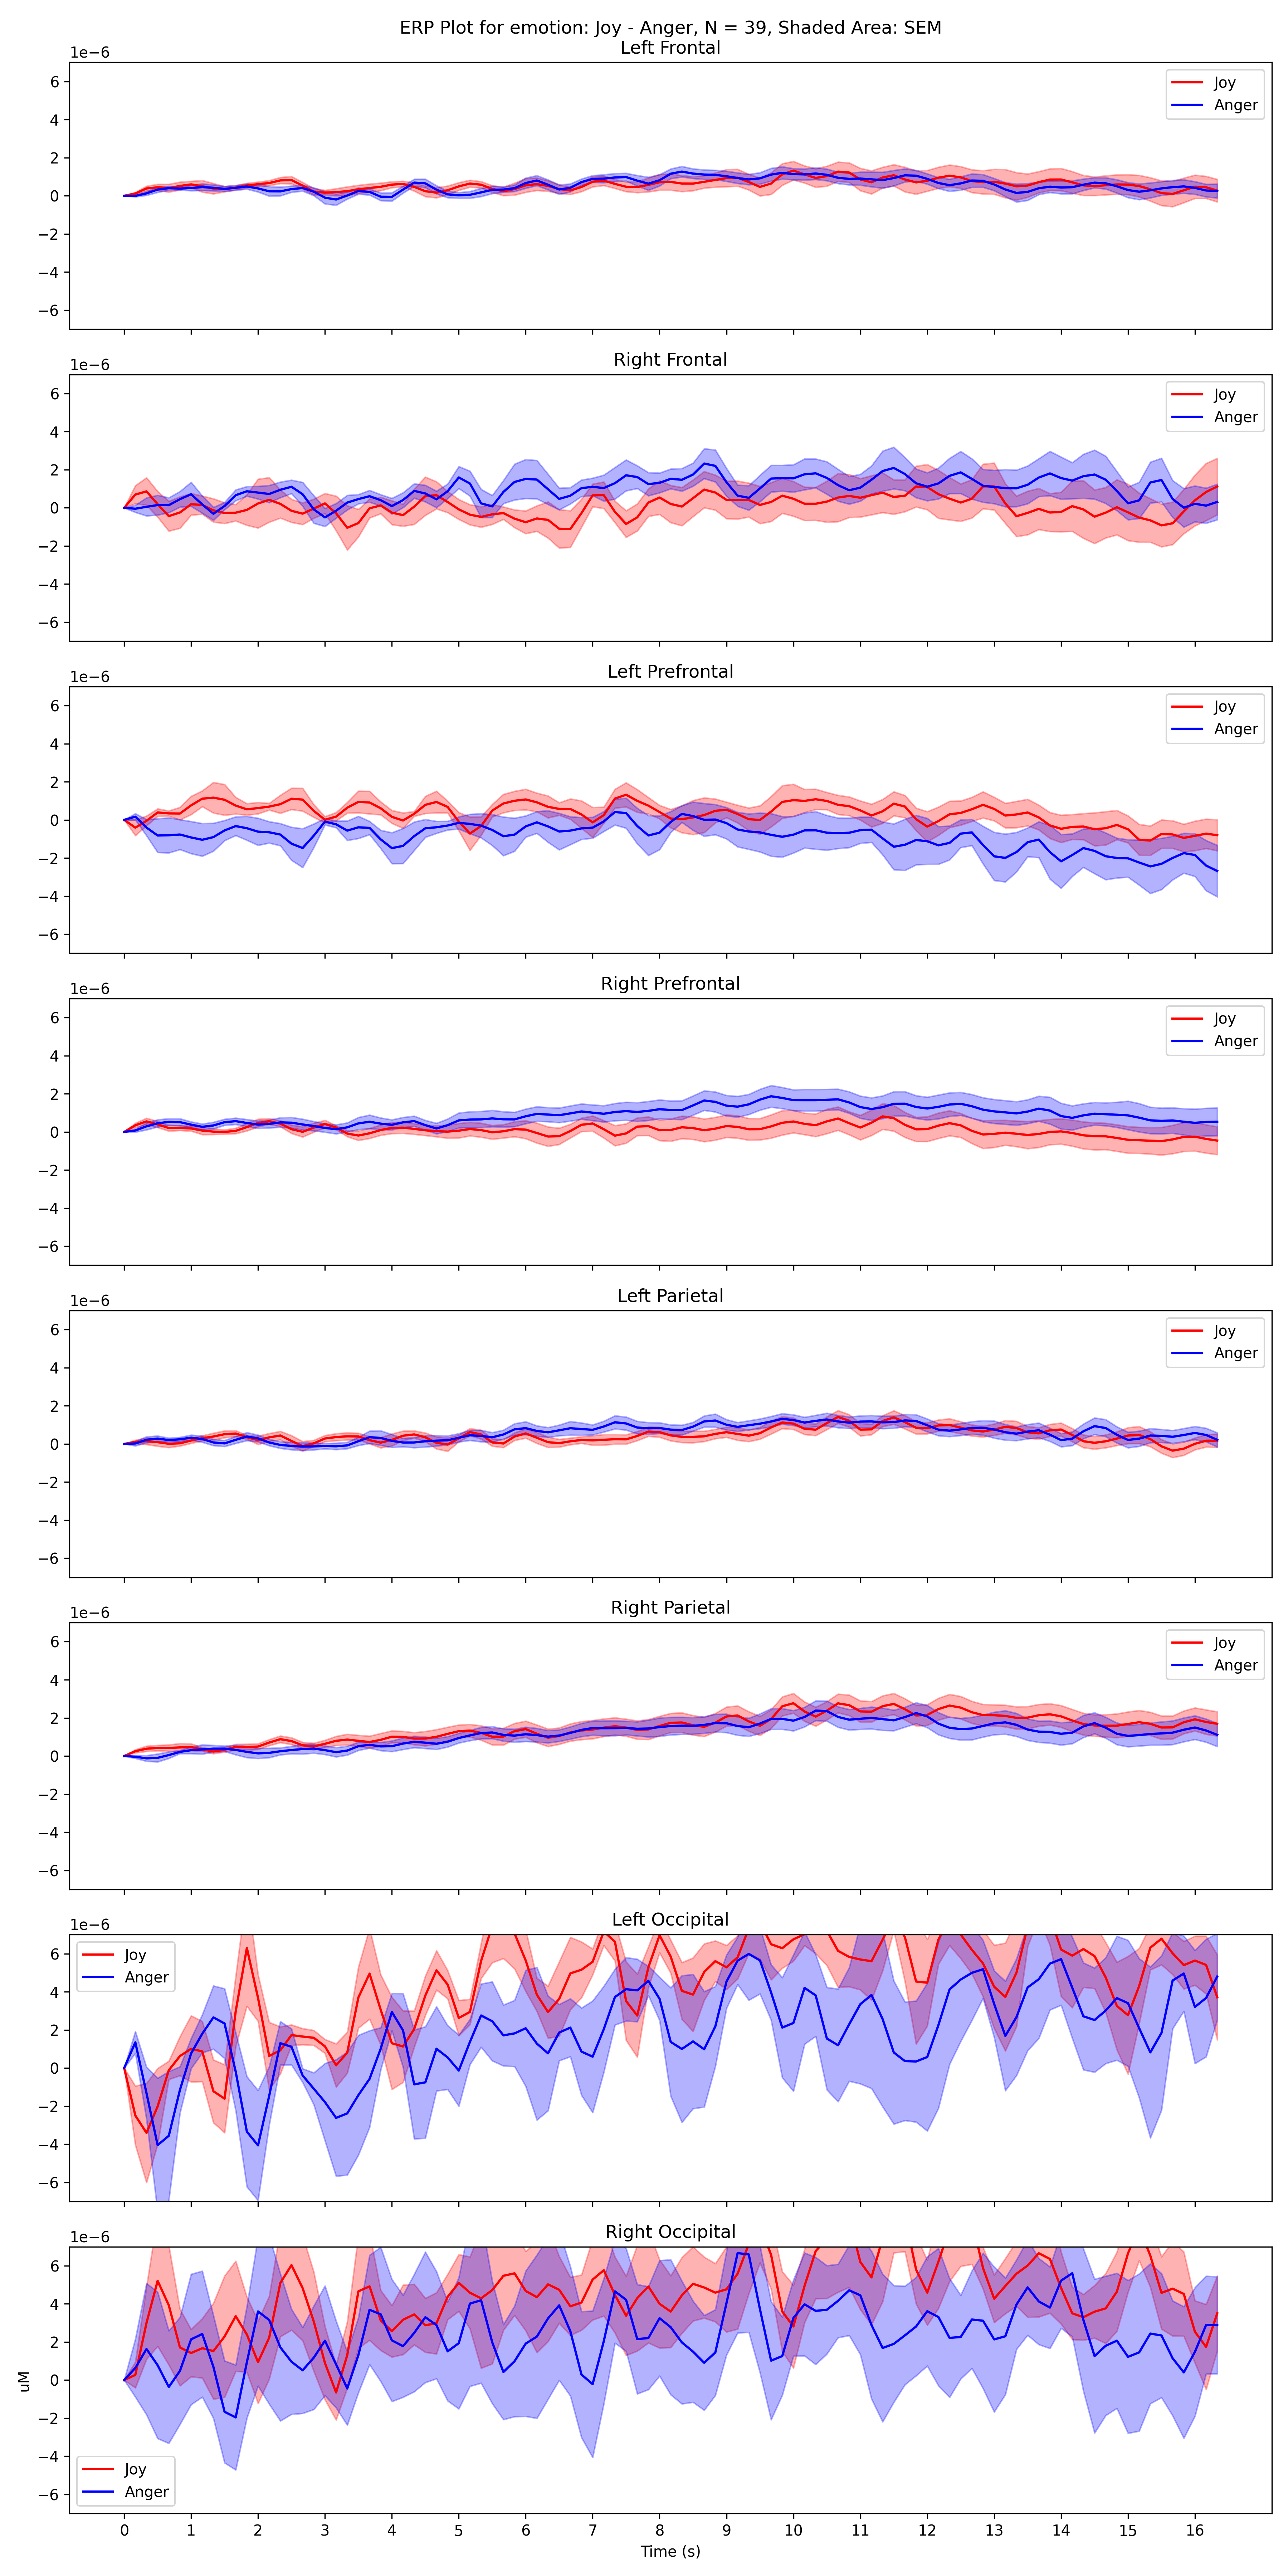 ERP Plot for emotion: Joy - Anger, N = 39, Shaded Area: SEM
Left Frontal
1e−6
6
4
2
0
−2
−4
−6
Joy
Anger
Right Frontal
1e−6
6
4
2
0
−2
−4
−6
Joy
Anger
Left Prefrontal
1e−6
6
4
2
0
−2
−4
−6
Joy
Anger
Right Prefrontal
1e−6
6
4
2
0
−2
−4
−6
Joy
Anger
Left Parietal
1e−6
6
4
2
0
−2
−4
−6
Joy
Anger
Right Parietal
1e−6
6
4
2
0
−2
−4
−6
Joy
Anger
Left Occipital
1e−6
6
4
2
0
−2
−4
−6
Joy
Anger
Right Occipital
1e−6
6
4
2
0
−2
−4
−6
uM
Joy
Anger
0 1 2 3 4 5 6 7 8 9 10 11 12 13 14 15 16
Time (s)